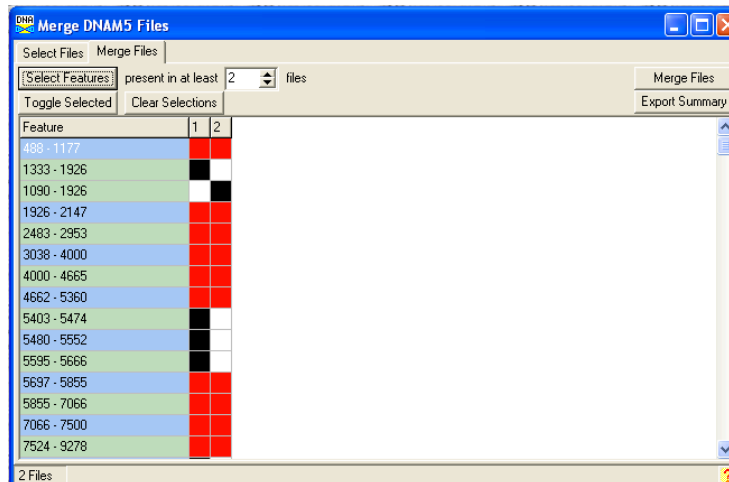 DNA Merge DNAM5 Files
Select Files Merge Files
Select Features present in at least 2 files Merge Files
Toggle Selected Clear Selections Export Summary
Feature 1 2
488 - 1177
1333 - 1926
1090 - 1926
1926 - 2147
2483 - 2953
3038 - 4000
4000 - 4665
4662 - 5360
5403 - 5474
5480 - 5552
5595 - 5666
5697 - 5855
5855 - 7066
7066 - 7500
7524 - 9278
2 Files ?